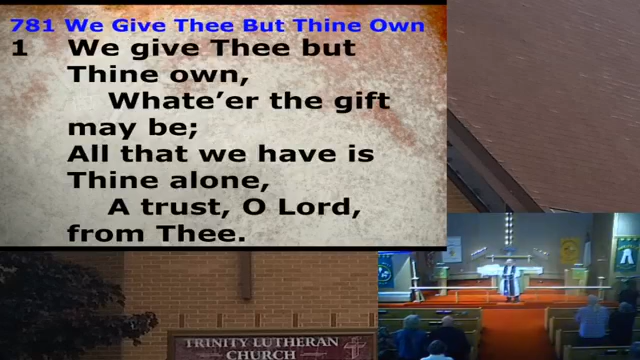 781 We Give Thee But Thine Own
1 We give Thee but
Thine own,
Whate’er the gift
may be;
All that we have is
Thine alone,
A trust, O Lord,
from Thee.
TRINITY LUTHERAN
CHURCH